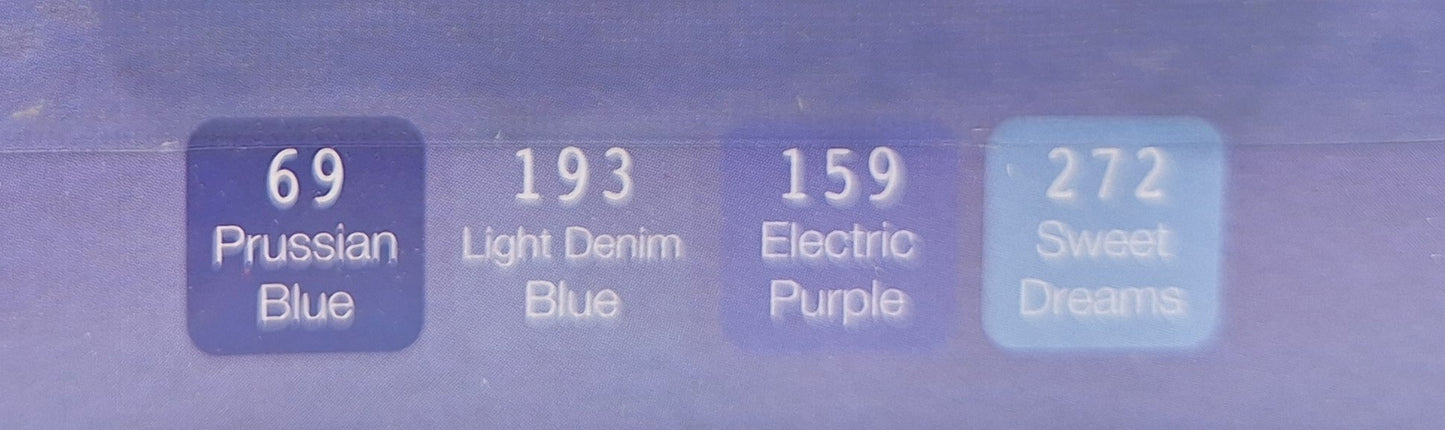 69
Prussian
Blue
193
Light Denim
Blue
159
Electric
Purple
272
Sweet
Dreams